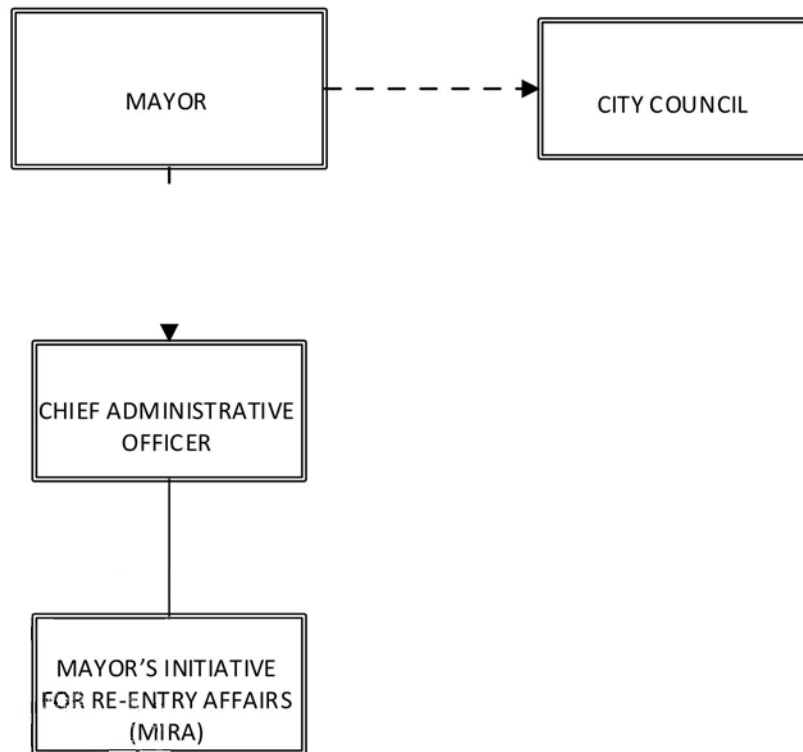 MAYOR
CITY COUNCIL
CHIEF ADMINISTRATIVE
OFFICER
MAYOR'S INITIATIVE
FOR RE-ENTRY AFFAIRS
(MIRA)